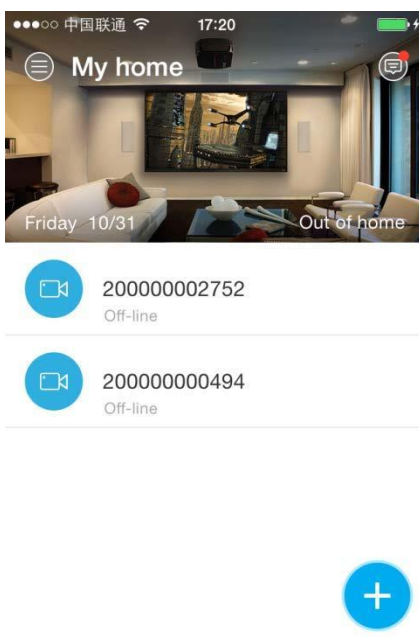 中国联通 17:20
My home
Friday 10/31 Out of home
200000002752
Off-line
200000000494
Off-line